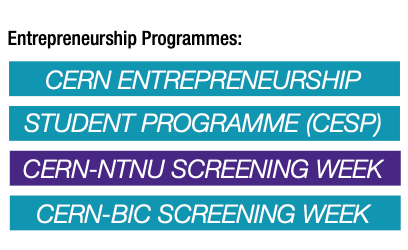 Entrepreneurship Programmes:
CERN ENTREPRENEURSHIP
STUDENT PROGRAMME (CESP)
CERN-NTNU SCREENING WEEK
CERN-BIC SCREENING WEEK